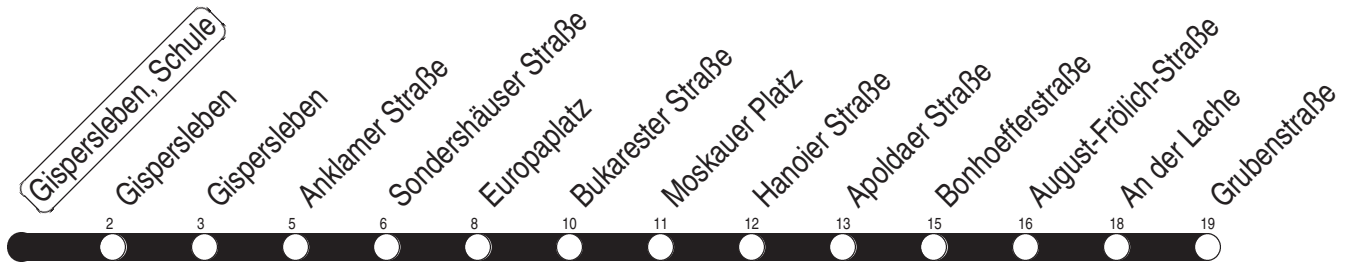 Gispersleben, Schule
Gispersleben
Gispersleben
Anklamer Straße
Sondershäuser Straße
Europaplatz
Bukarester Straße
Moskauer Platz
Hanoier Straße
Apoldaer Straße
Bonhoefferstraße
August-Frölich-Straße
An der Lache
Grubenstraße
2 3 5 6 8 10 11 12 13 15 16 18 19